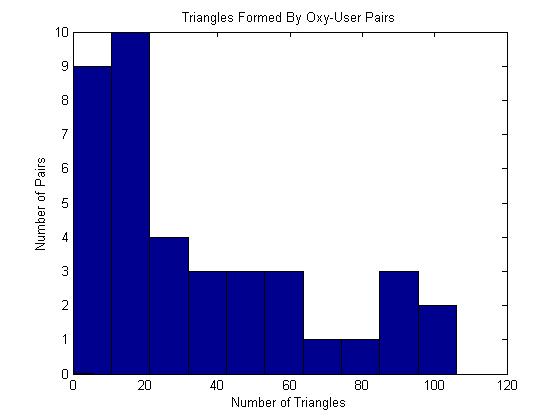 Triangles Formed By Oxy-User Pairs
10
9
8
7
6
5
4
3
2
1
0
Number of Pairs
0 20 40 60 80 100 120
Number of Triangles